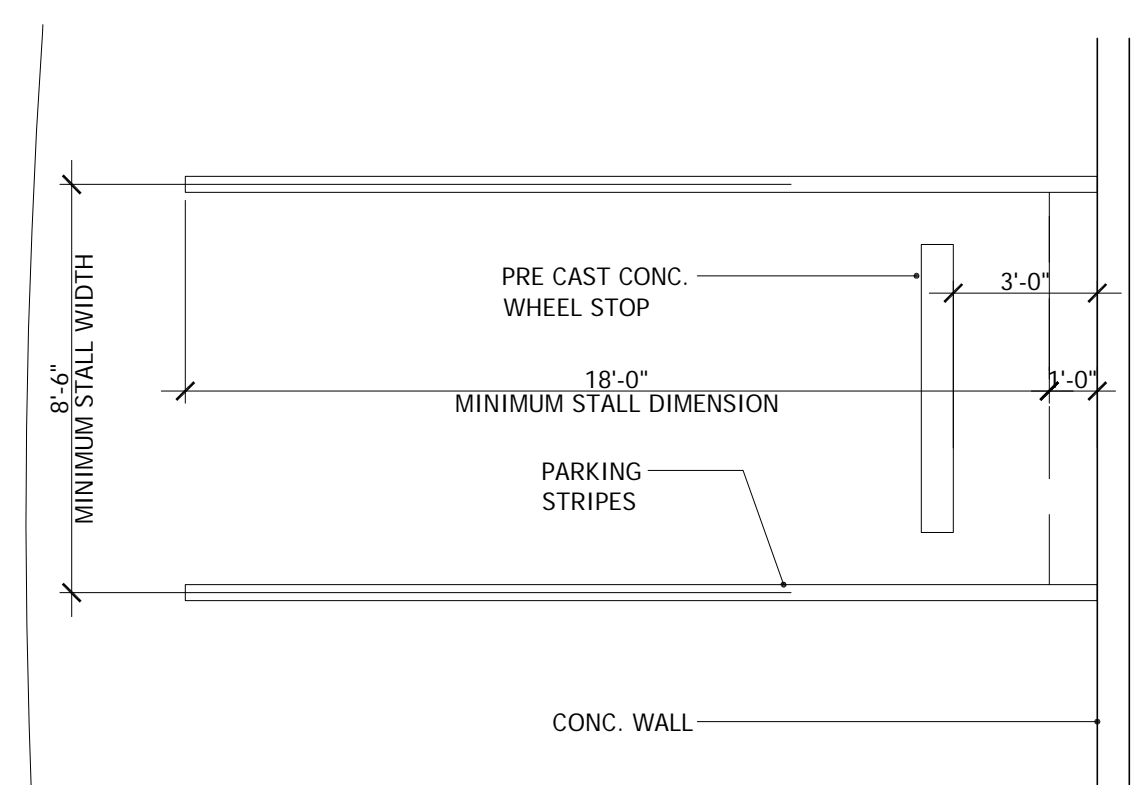 PRE CAST CONC.
WHEEL STOP
3'-0"
8'-6"
MINIMUM STALL WIDTH
18'-0"
MINIMUM STALL DIMENSION
1'-0"
PARKING
STRIPES
CONC. WALL